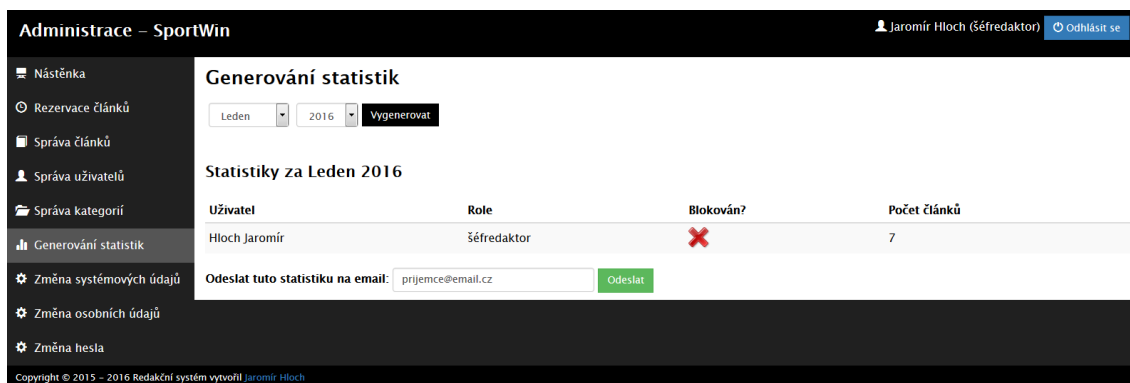 Administrace – SportWin
Jaromír Hloch (šéfredaktor) Odhlásit se
Nástěnka
Rezervace článků
Správa článků
Správa uživatelů
Správa kategorií
Generování statistik
Změna systémových údajů
Změna osobních údajů
Změna hesla
Generování statistik
Leden 2016 Vygenerovat
Statistiky za Leden 2016
Uživatel Role Blokován? Počet článků
Hloch Jaromír šéfredaktor 7
Odeslat tuto statistiku na email: prijemce@email.cz Odeslat
Copyright © 2015 – 2016 Redakční systém vytvořil Jaromír Hloch